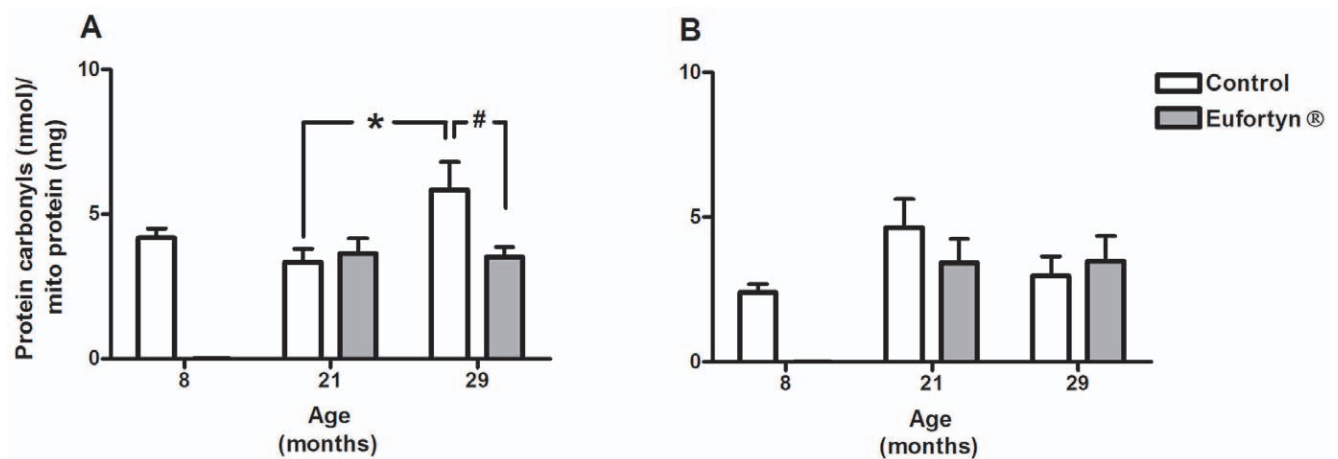 A
Protein carbonyls (nmol)/
mito protein (mg)
10
5
0
*
#
8
21
29
Age
(months)
B
10
5
0
8
21
29
Age
(months)
Control
Eufortyn ®